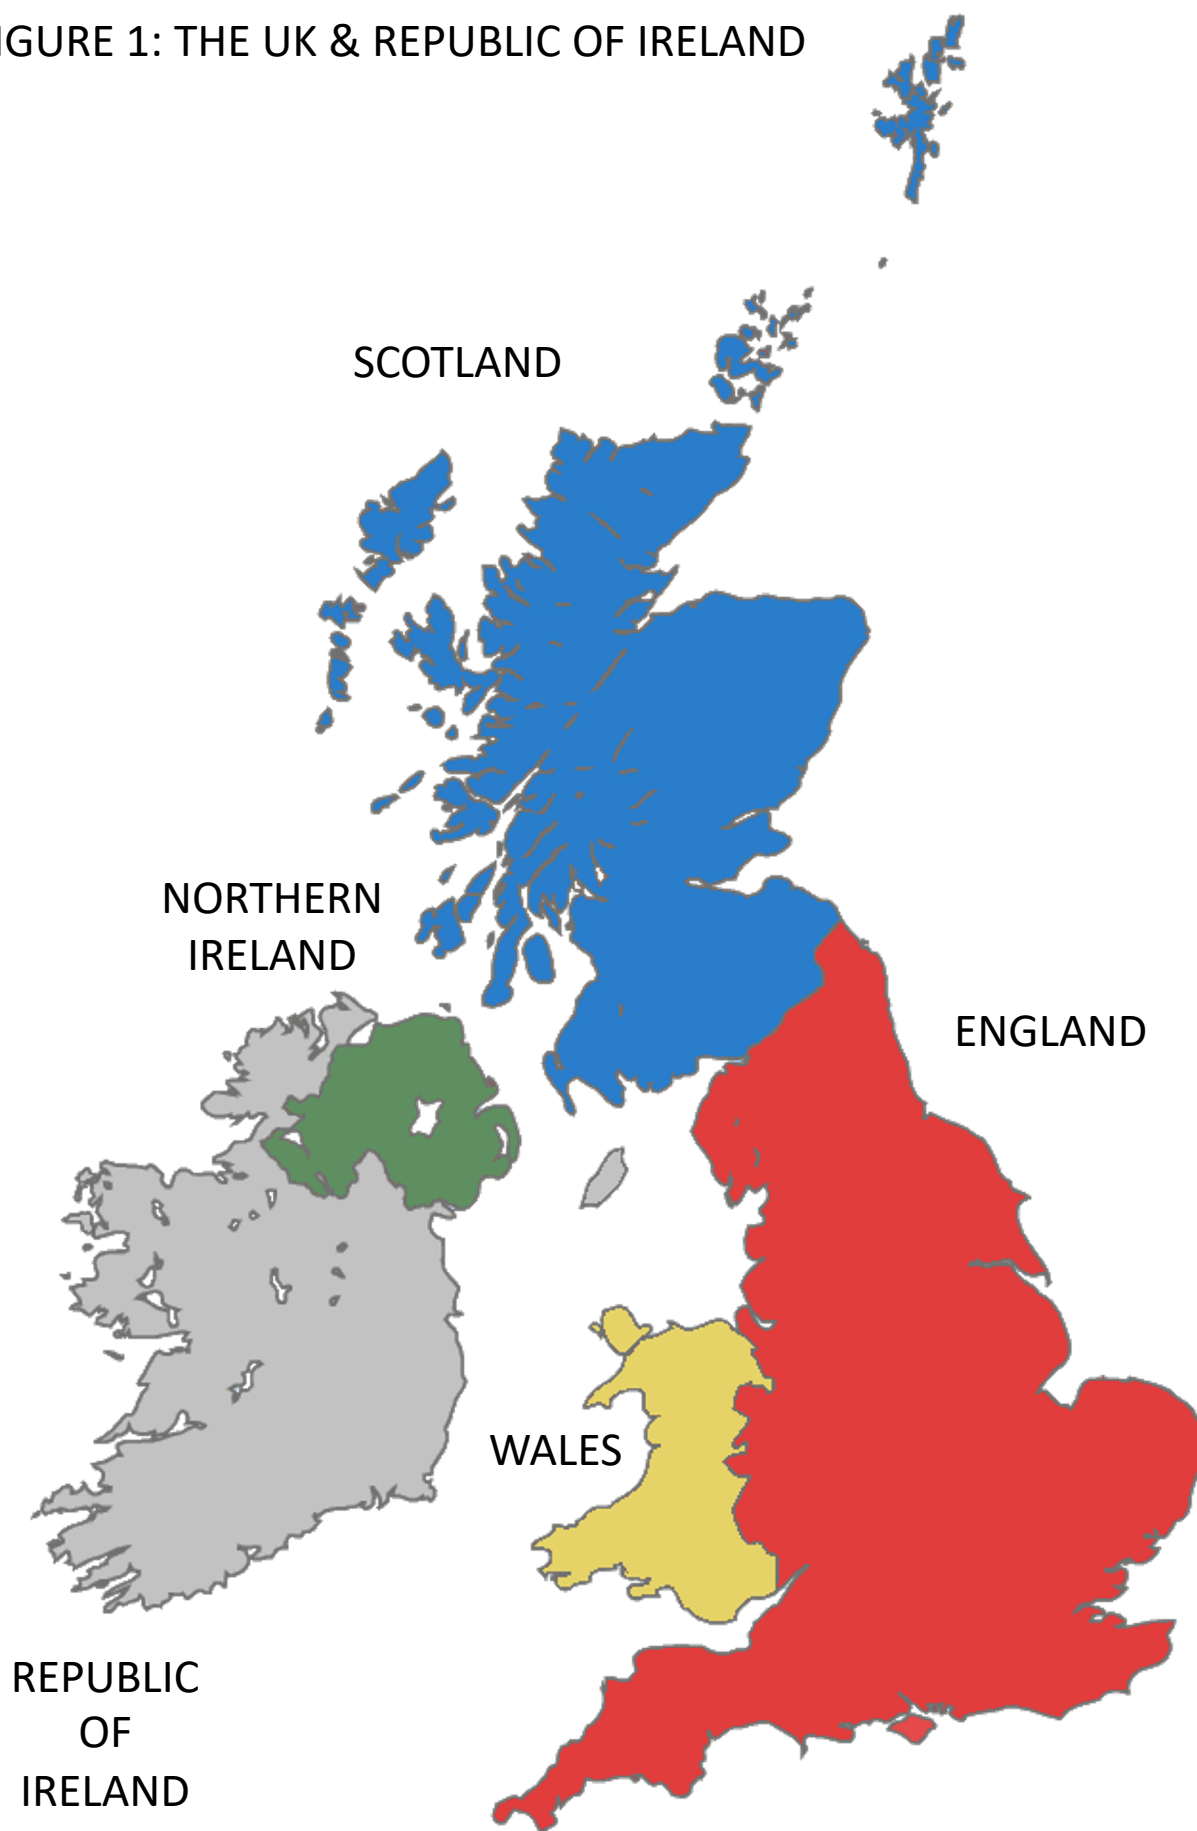 IGURE 1: THE UK & REPUBLIC OF IRELAND
SCOTLAND
NORTHERN
IRELAND
ENGLAND
WALES
REPUBLIC
OF
IRELAND